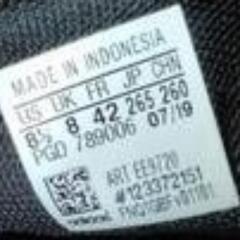 MADE IN INDONESIA
US UK FR JP CHN
8½ 8 42 265 260
PGD 789006 07/19
ART EE9720
#123372151